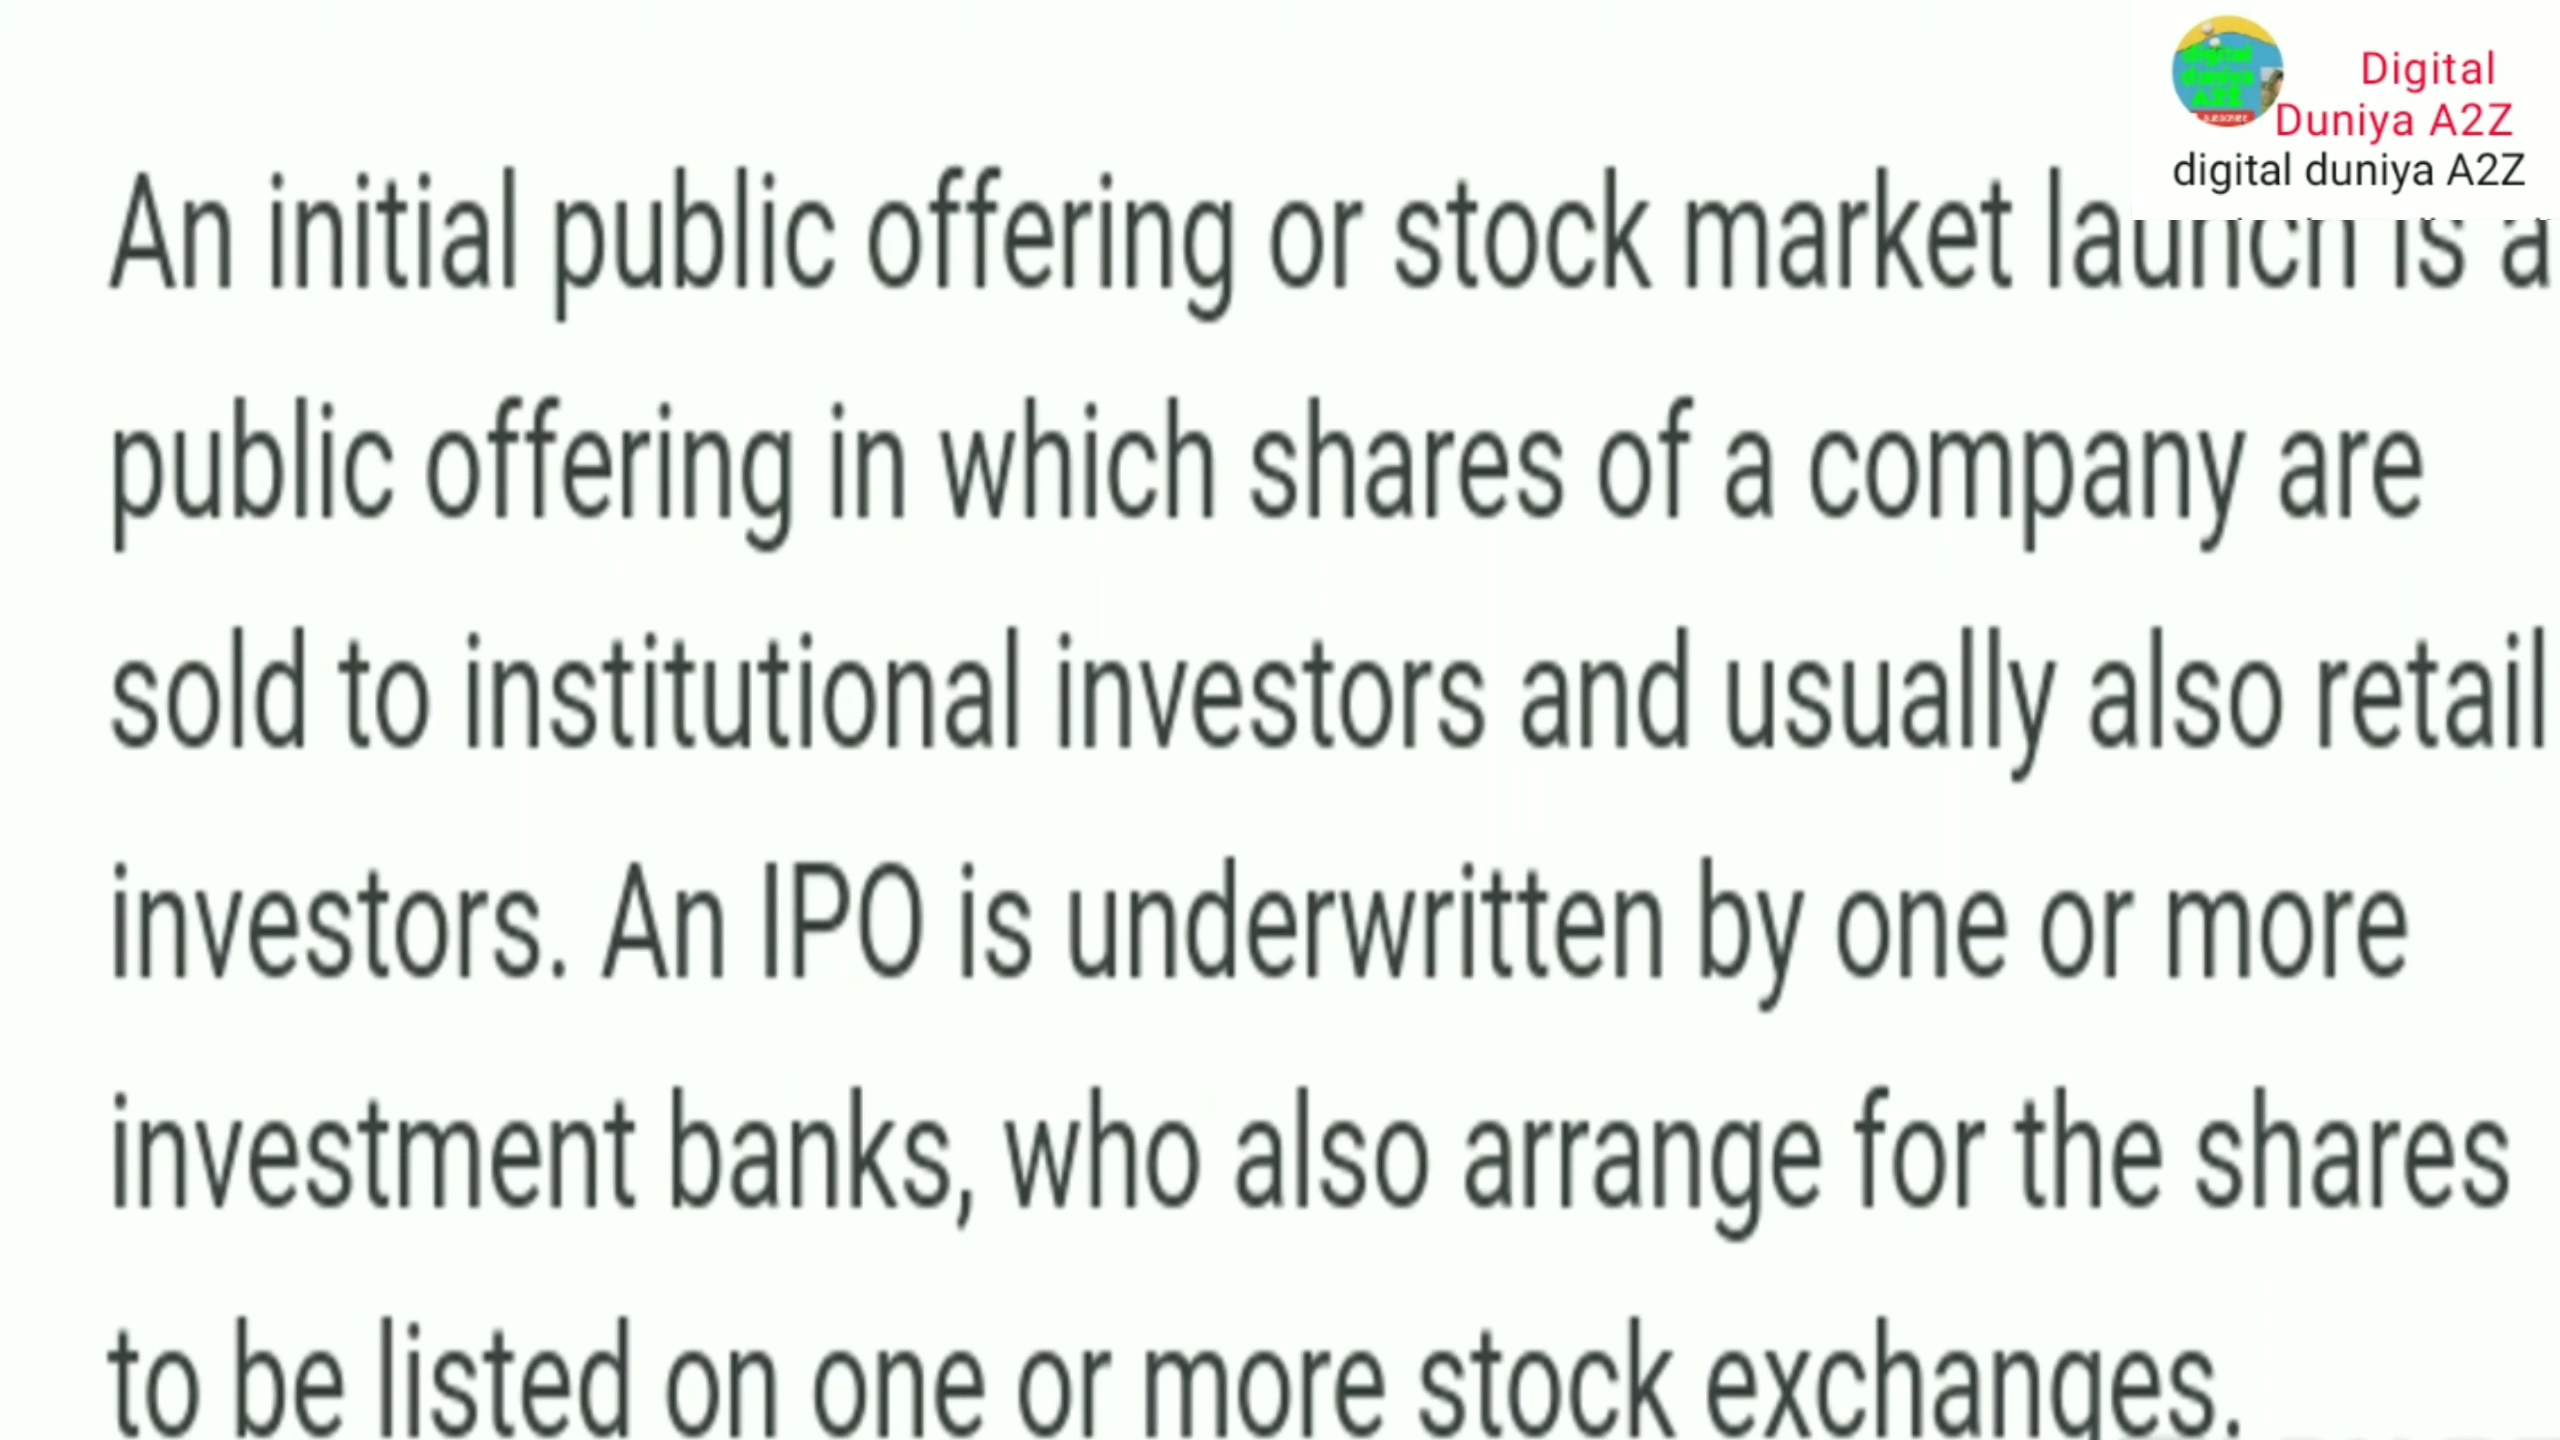 Digital
Duniya A2Z
digital duniya A2Z
An initial public offering or stock market launch is a
public offering in which shares of a company are
sold to institutional investors and usually also retail
investors. An IPO is underwritten by one or more
investment banks, who also arrange for the shares
to be listed on one or more stock exchanges.